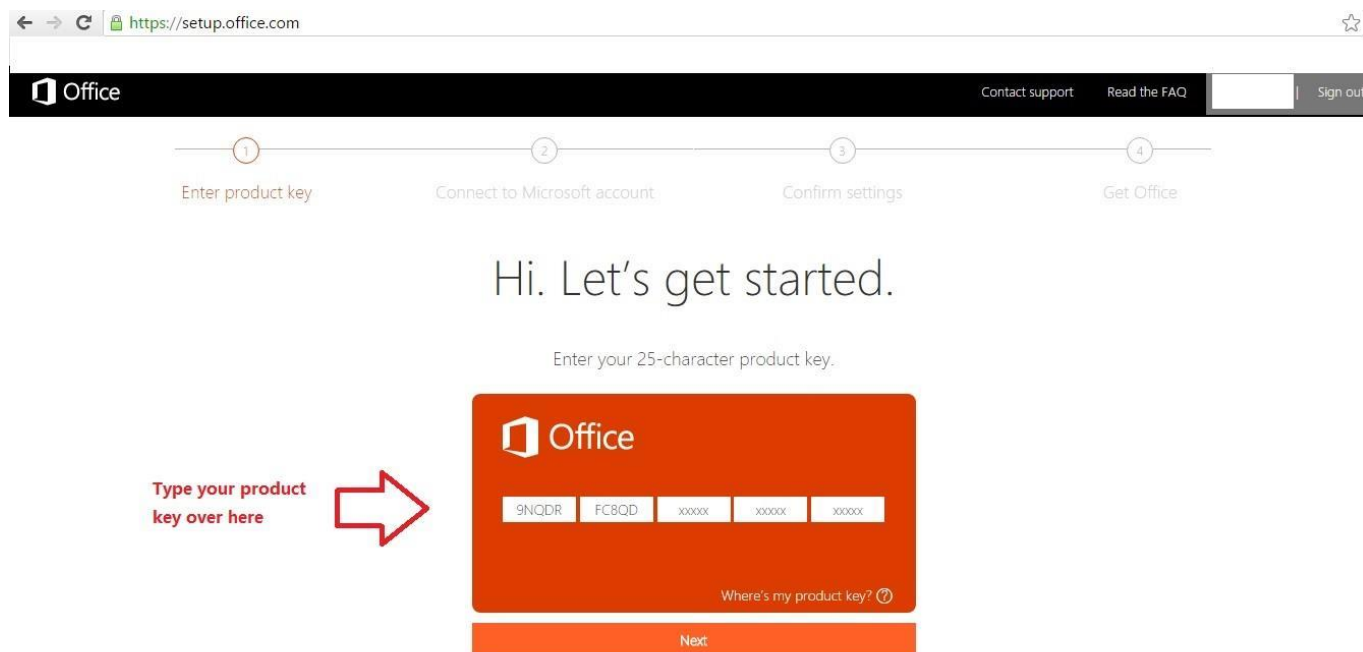 https://setup.office.com
Office Contact support Read the FAQ | Sign out
1 2 3 4
Enter product key Connect to Microsoft account Confirm settings Get Office
Hi. Let's get started.
Enter your 25-character product key.
Office
Type your product
key over here
9NQDR FC8QD xxxxx xxxxx xxxxx
Where's my product key? ?
Next